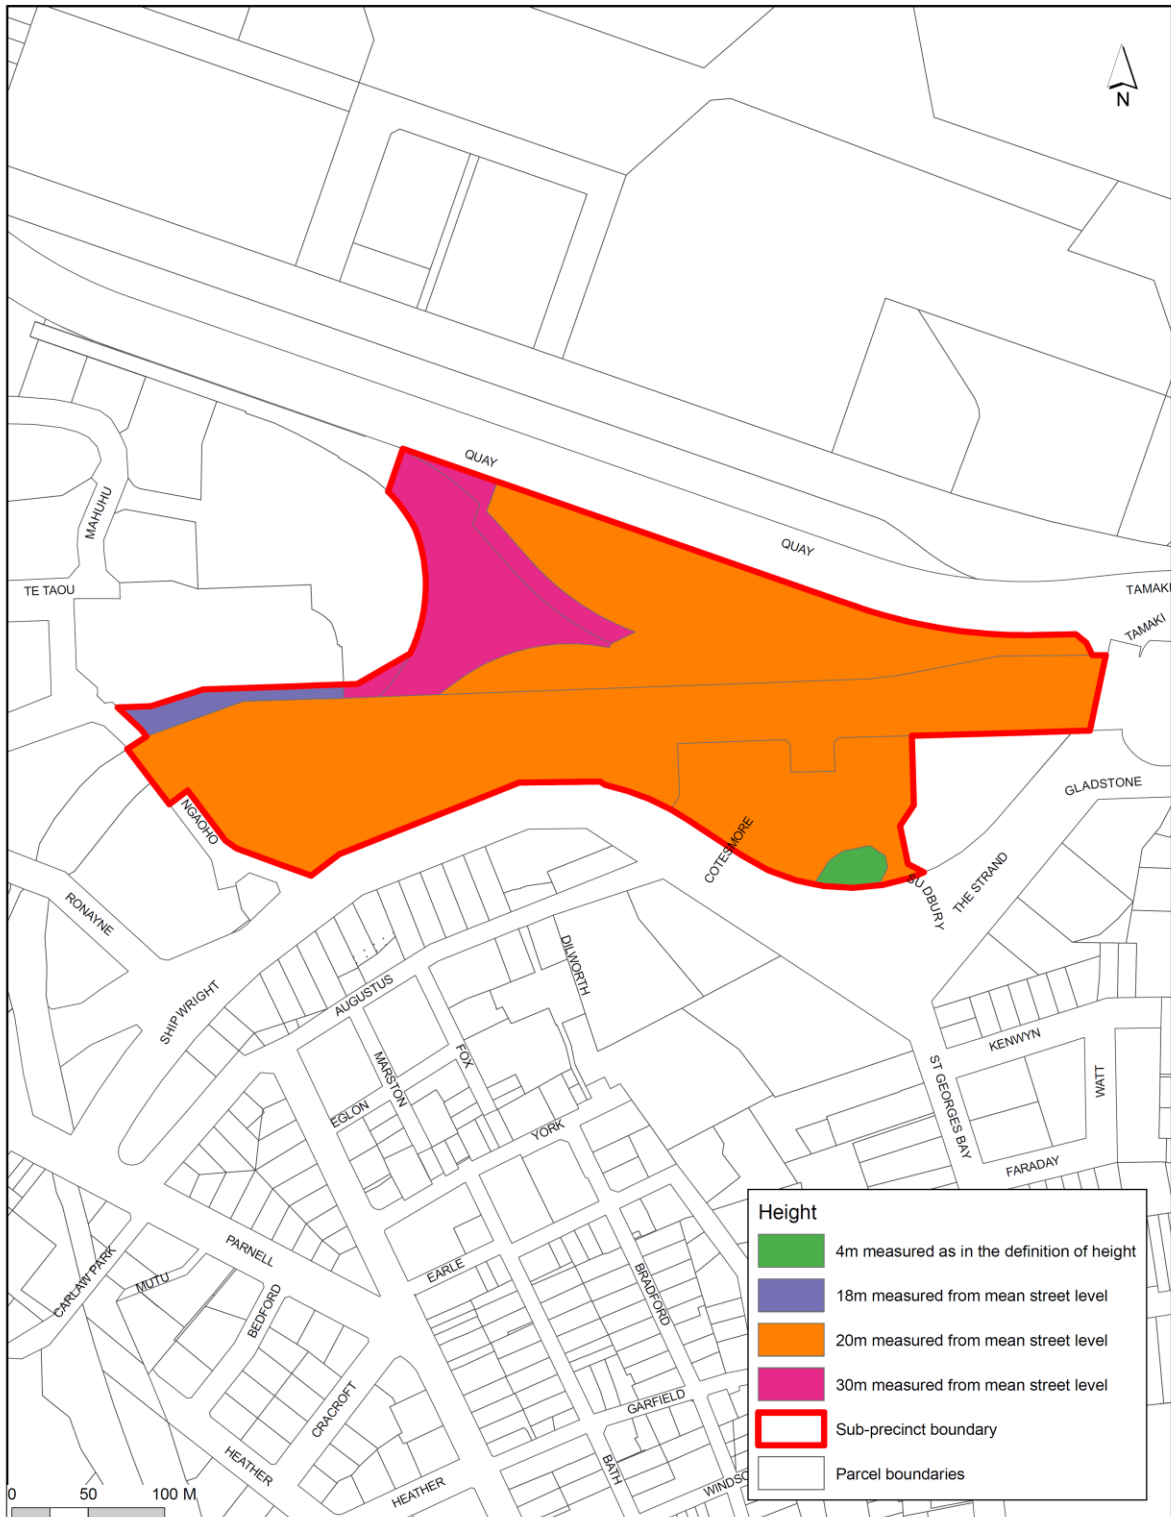 N
QUAY
QUAY
MAHUHU
TE TAOU
TAMAKI
TAMAKI
GLADSTONE
NGAOHO
COTESMORE
SUDBURY
THE STRAND
RONAYNE
SHIPWRIGHT
AUGUSTUS
DILWORTH
FOX
MARSTON
EGLON
YORK
KENWYN
WATT
ST GEORGES BAY
FARADAY
PARNELL
CARLAW PARK
MUTU
BEDFORD
EARLE
BRADFORD
CRACROFT
GARFIELD
HEATHER
HEATHER
BATH
WINDSO
Height
4m measured as in the definition of height
18m measured from mean street level
20m measured from mean street level
30m measured from mean street level
Sub-precinct boundary
Parcel boundaries
0 50 100 M